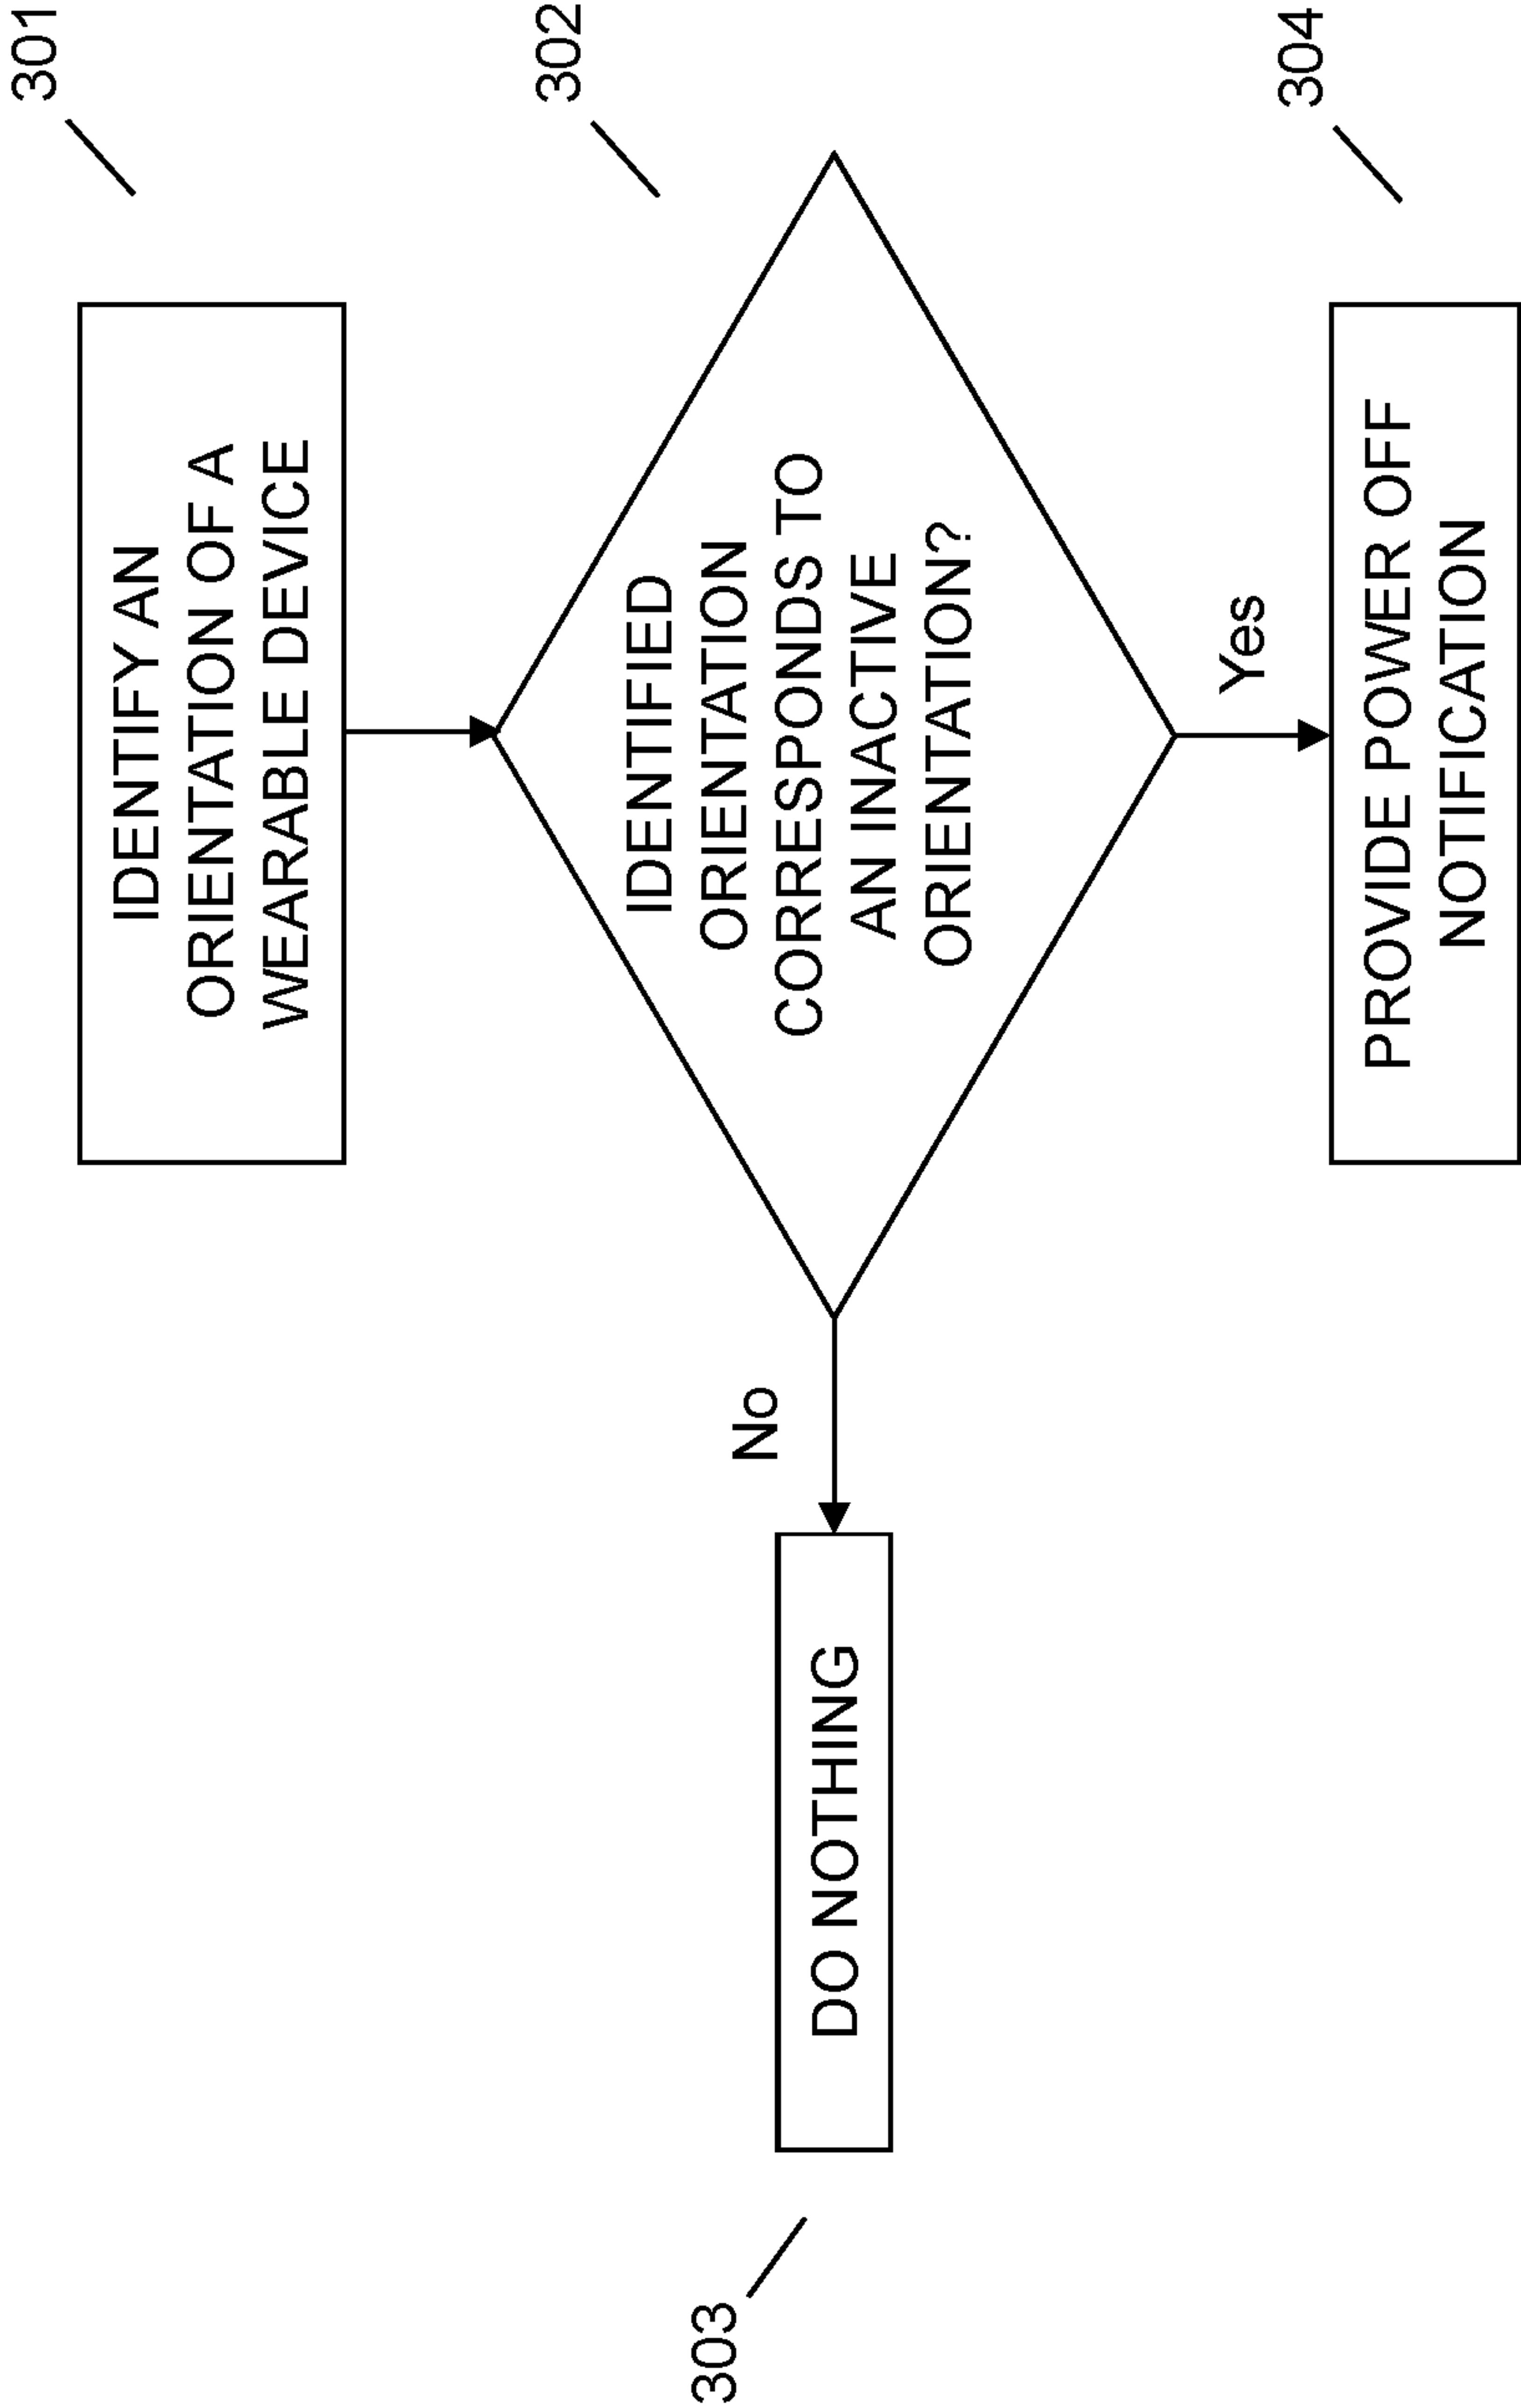 301
IDENTIFY AN
ORIENTATION OF A
WEARABLE DEVICE
302
IDENTIFIED
ORIENTATION
CORRESPONDS TO
AN INACTIVE
ORIENTATION?
No
303
DO NOTHING
Yes
304
PROVIDE POWER OFF
NOTIFICATION